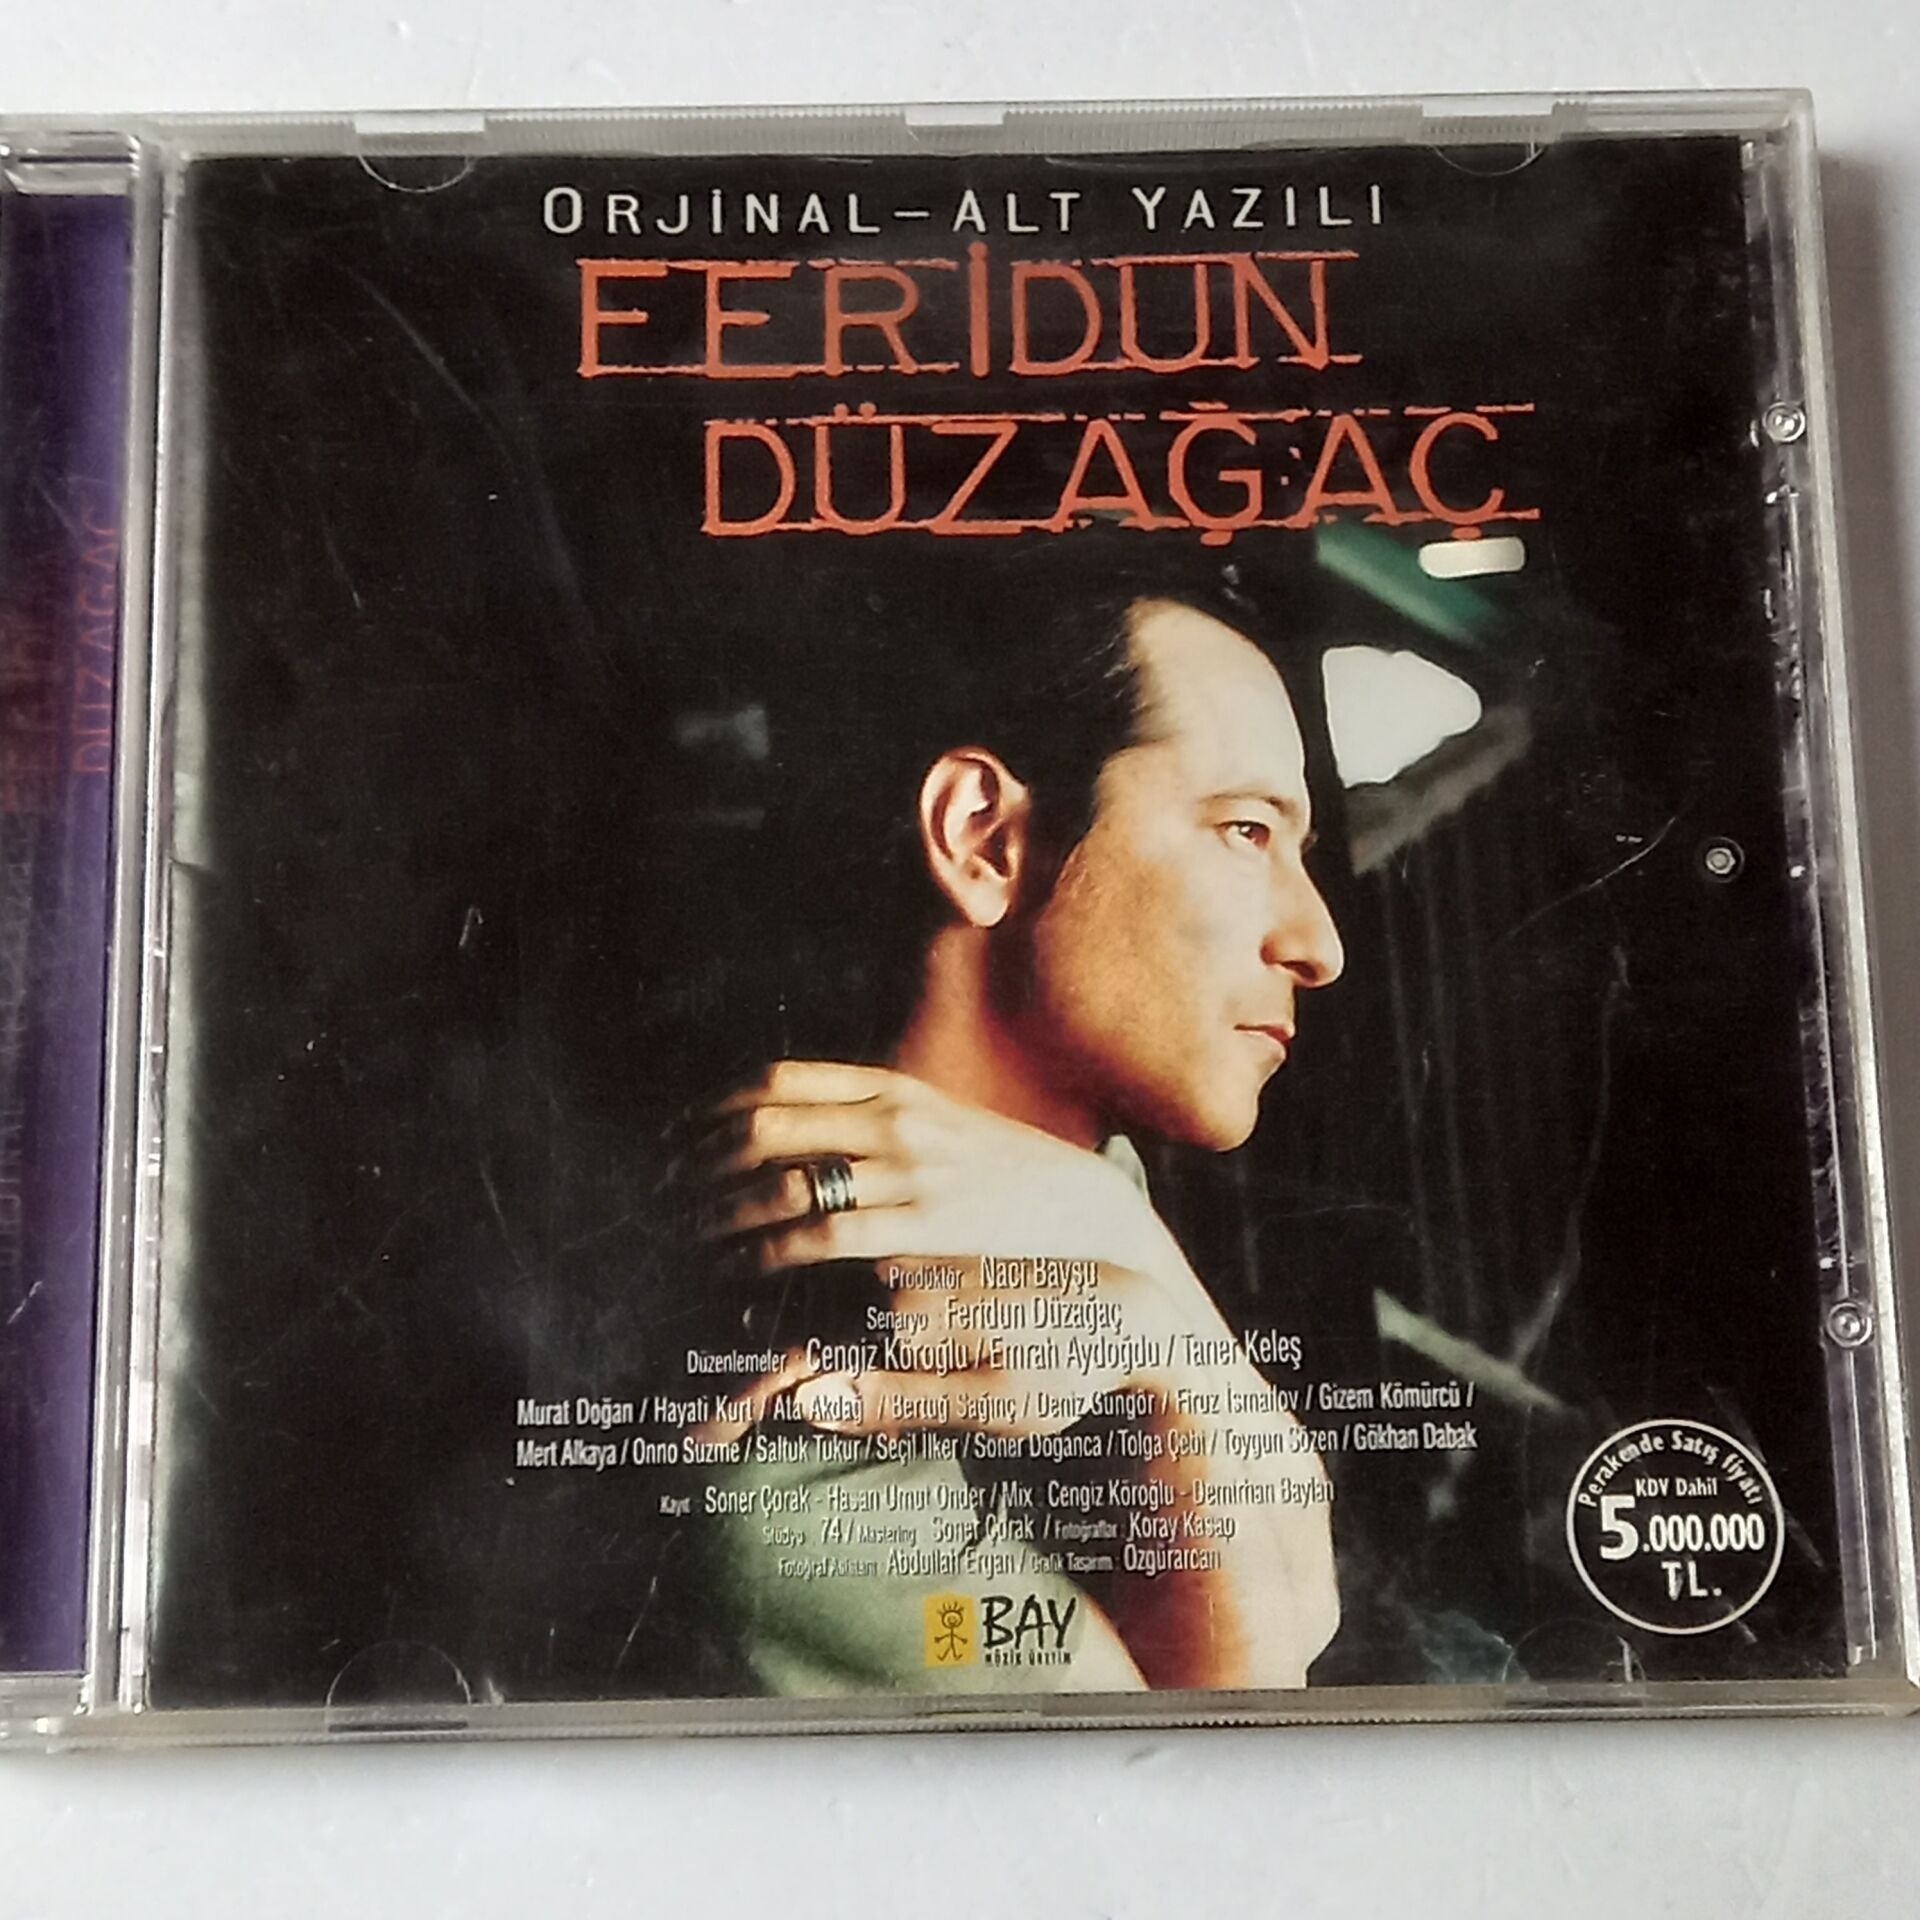 ORJİNAL-ALT YAZILI
FERİDUN
DÜZAĞAÇ
DÜZAĞAÇ
Prodüktör : Naci Bayşu
Senaryo : Feridun Düzağaç
Düzenlemeler : Cengiz Köroğlu / Emrah Aydoğdu / Taner Keleş
Murat Doğan / Hayati Kurt / Ata Akdağ / Bertuğ Sağınç / Deniz Güngör / Firuz İsmailov / Gizem Kömürcü /
Mert Alkaya / Onno Suzme / Saltuk Tukur / Seçil İlker / Soner Doğanca / Tolga Çebi / Toygun Sözen / Gökhan Dabak
Kayıt : Soner Çorak - Hasan Umut Önder / Mix : Cengiz Köroğlu - Demirhan Baylan
Stüdyo : 74 / Mastering : Soner Çorak / Fotoğraflar : Koray Kasap
Fotoğraf Asistanı : Abdullah Ergan / Grafik Tasarım : Özgürarcan
BAY
MÜZİK ÜRETİM
Perakende Satış fiyatı
KDV Dahil
5.000.000
TL.